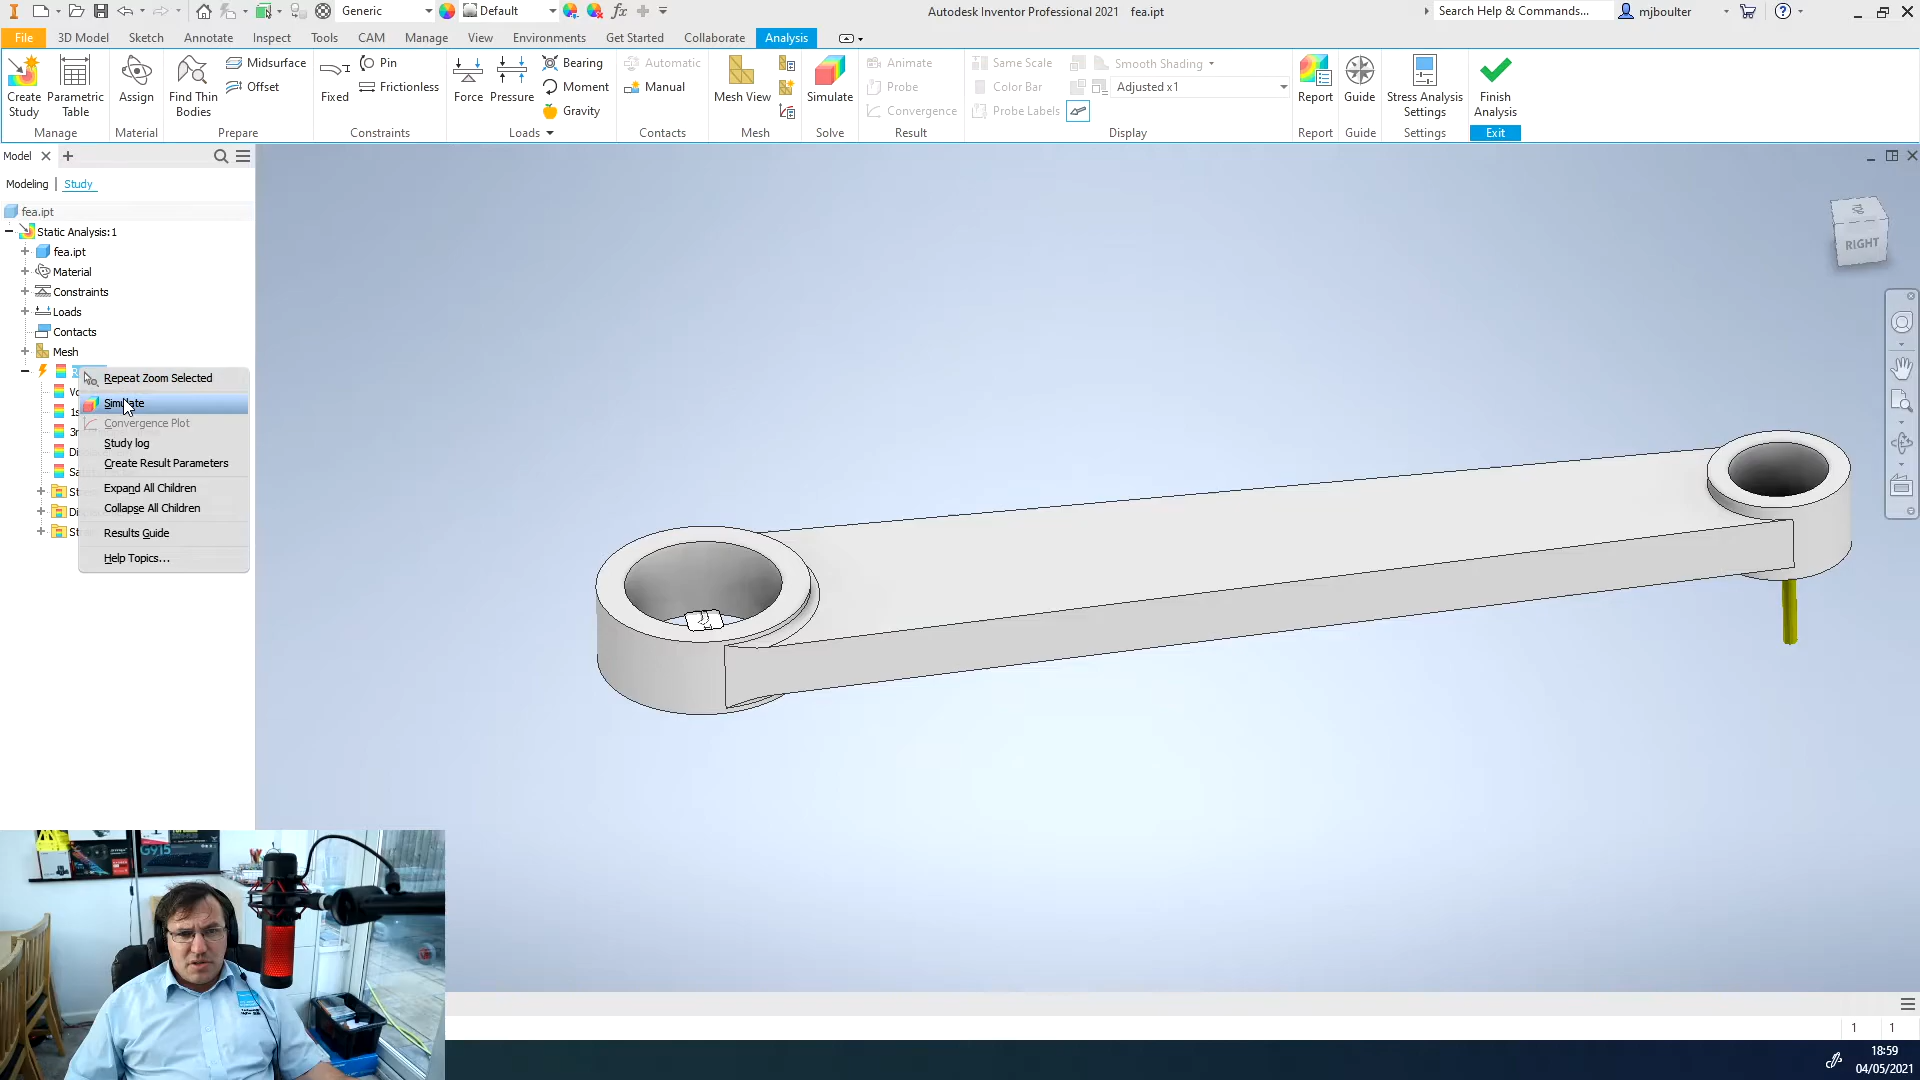 Generic
Default
Autodesk Inventor Professional 2021 fea.ipt
Search Help & Commands...
mjboulter
File 3D Model Sketch Annotate Inspect Tools CAM Manage View Environments Get Started Collaborate Analysis
Create Study
Parametric Table
Manage
Assign
Material
Find Thin Bodies
Midsurface
Offset
Prepare
Fixed
Pin
Frictionless
Constraints
Force
Pressure
Bearing
Moment
Gravity
Loads
Automatic
Manual
Contacts
Mesh View
Mesh
Simulate
Solve
Animate
Probe
Convergence
Result
Same Scale
Color Bar
Probe Labels
Smooth Shading
Adjusted x1
Display
Report
Report
Guide
Guide
Stress Analysis Settings
Settings
Finish Analysis
Exit
Model
Modeling | Study
fea.ipt
Static Analysis:1
fea.ipt
Material
Constraints
Loads
Contacts
Mesh
Repeat Zoom Selected
Simulate
Convergence Plot
Study log
Create Result Parameters
Expand All Children
Collapse All Children
Results Guide
Help Topics...
TOP
RIGHT
G915
1 1
18:59
04/05/2021